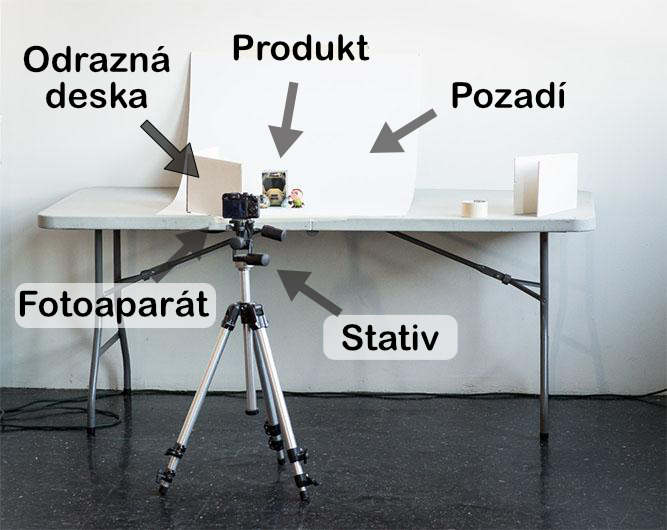 Odrazná
deska
Produkt
Pozadí
Fotoaparát
Stativ